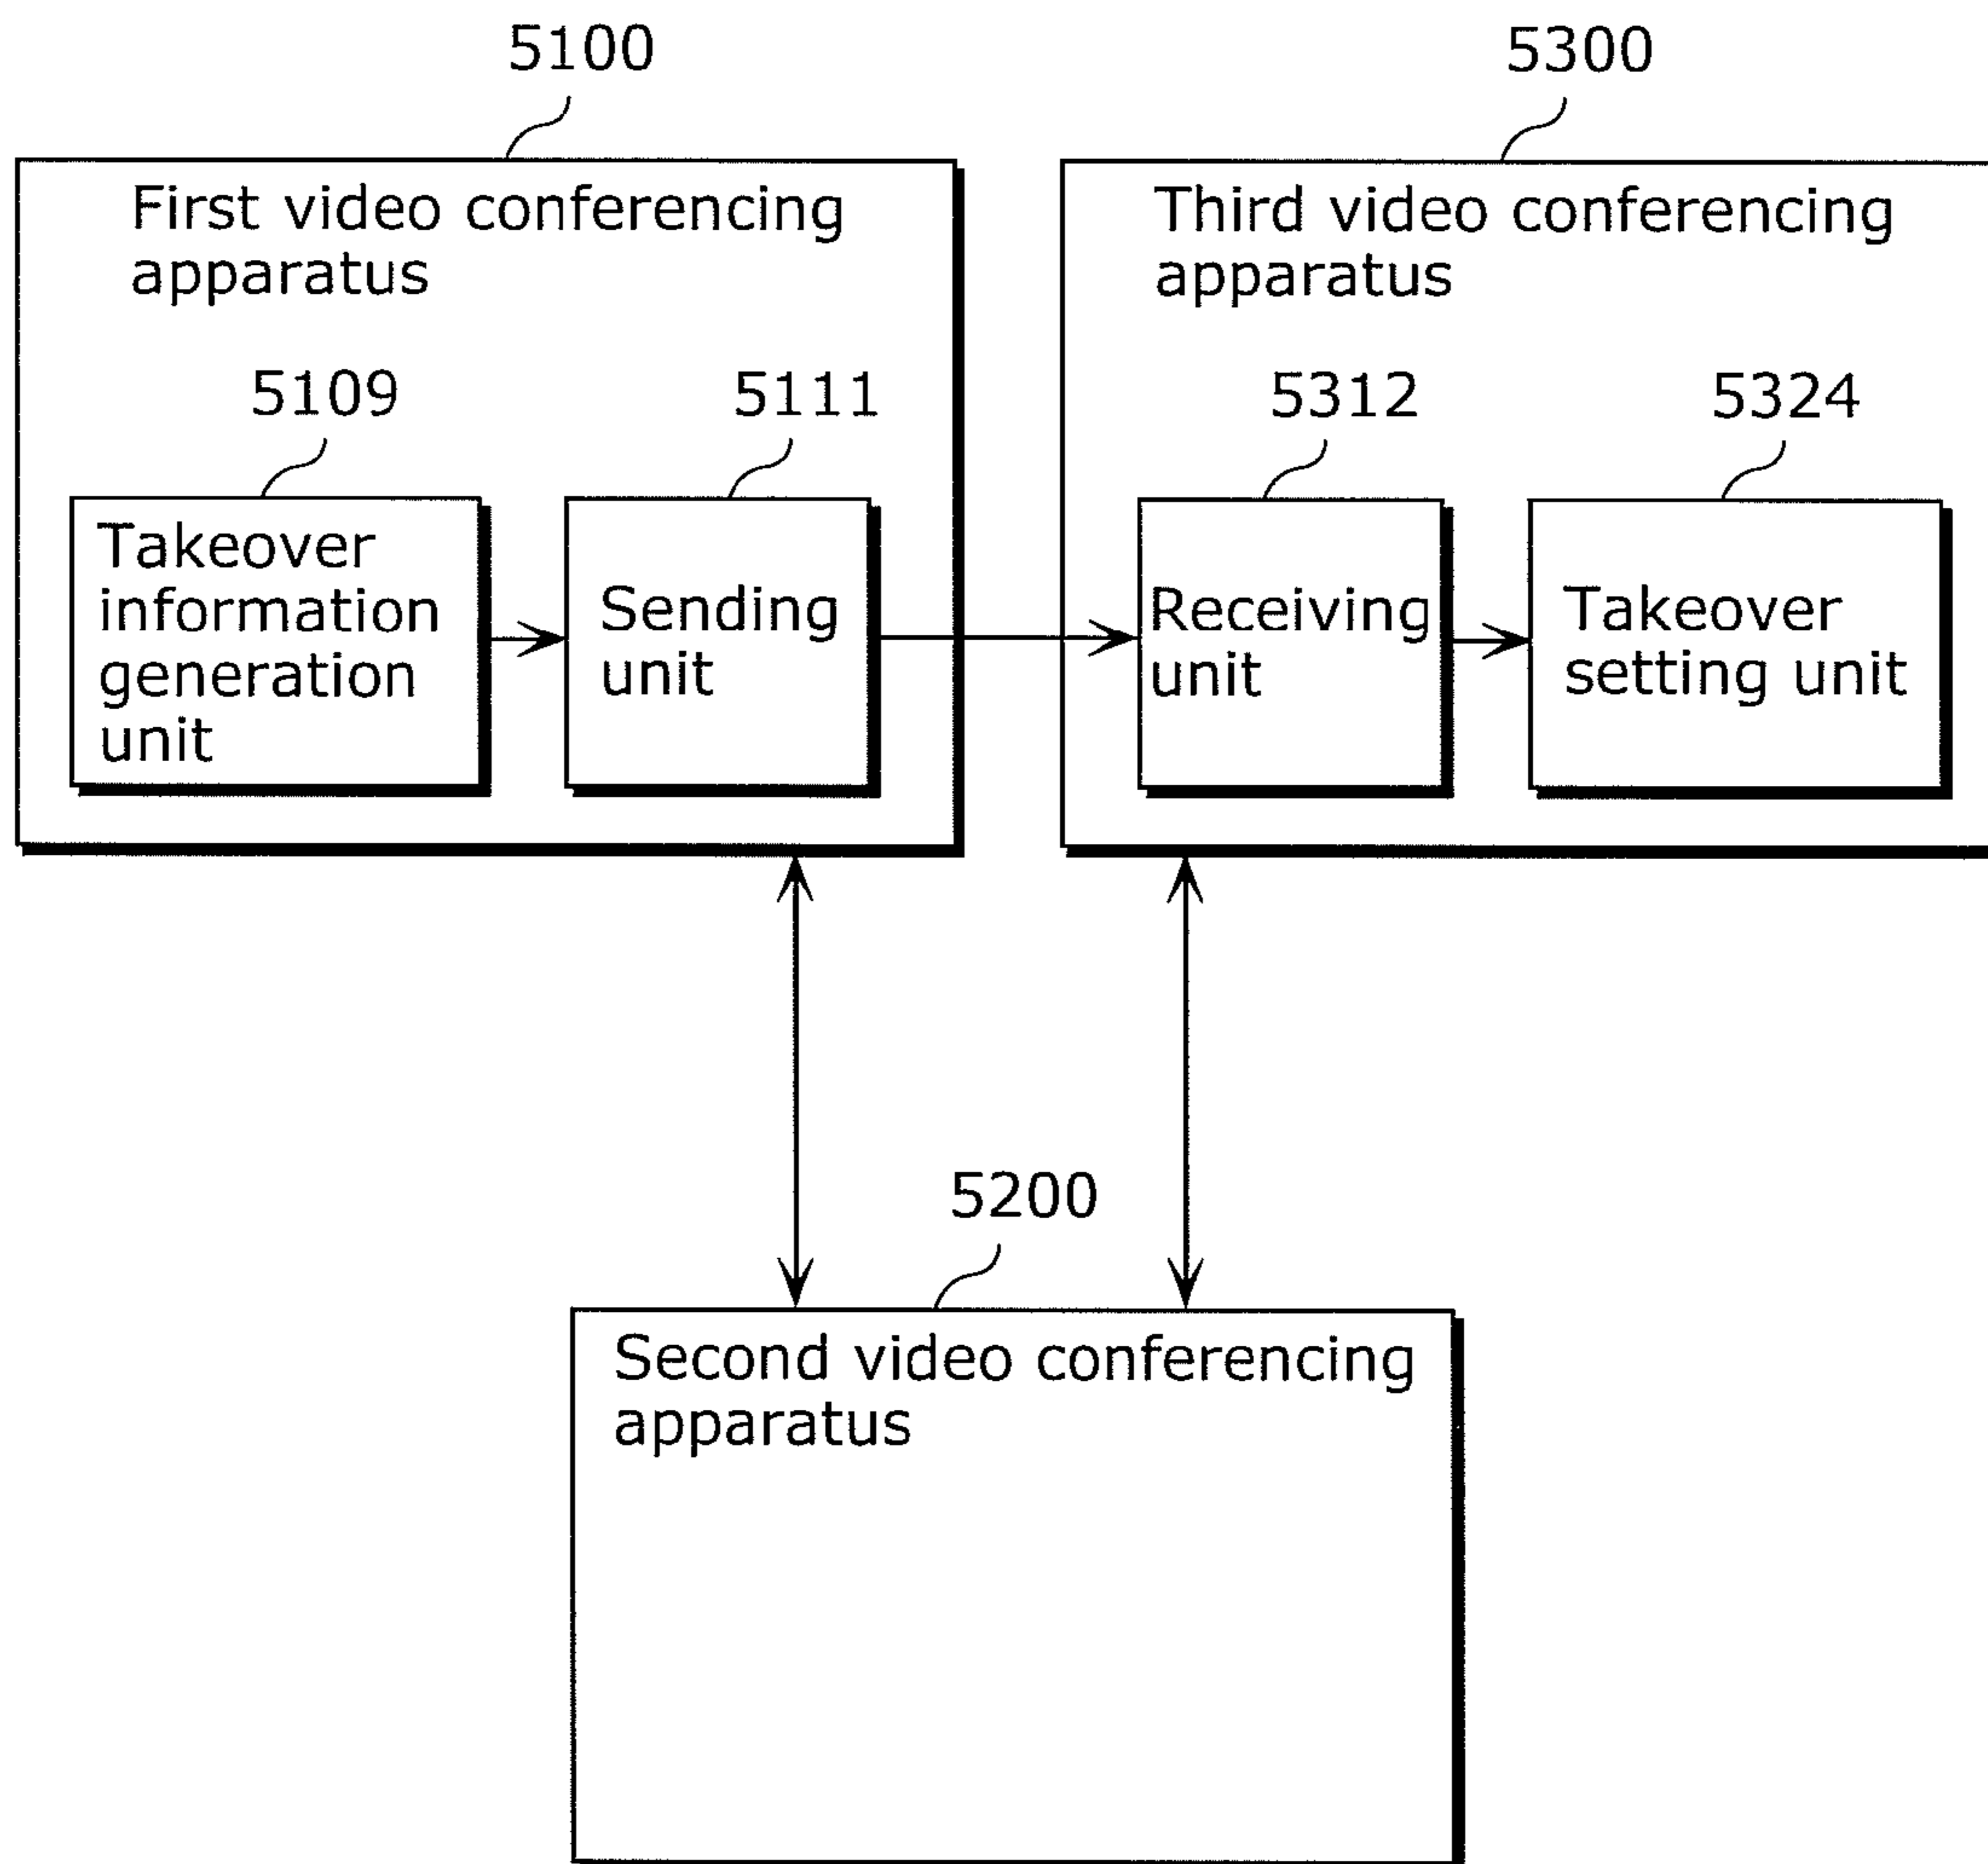 5100
5300
First video conferencing
apparatus
Third video conferencing
apparatus
5109
5111
5312
5324
Takeover
information
generation
unit
Sending
unit
Receiving
unit
Takeover
setting unit
5200
Second video conferencing
apparatus